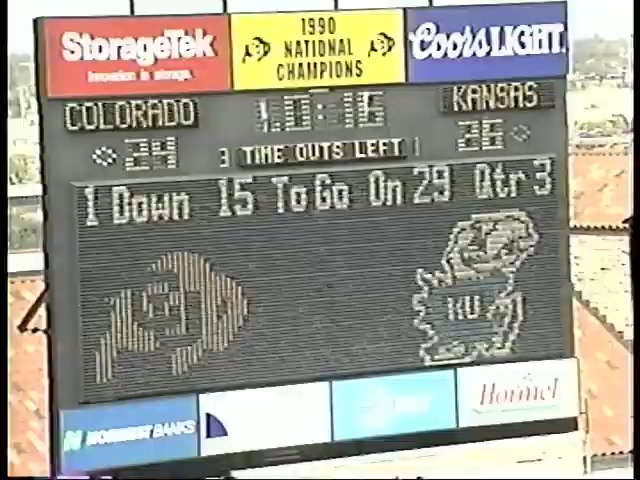 StorageTek
Innovation in storage.
1990
NATIONAL
CHAMPIONS
Coors LIGHT.
COLORADO
10:16
KANSAS
24
3 TIME OUTS LEFT 1
26
1 Down 15 To Go On 29 Qtr 3
KU
NORWEST BANKS
Hormel